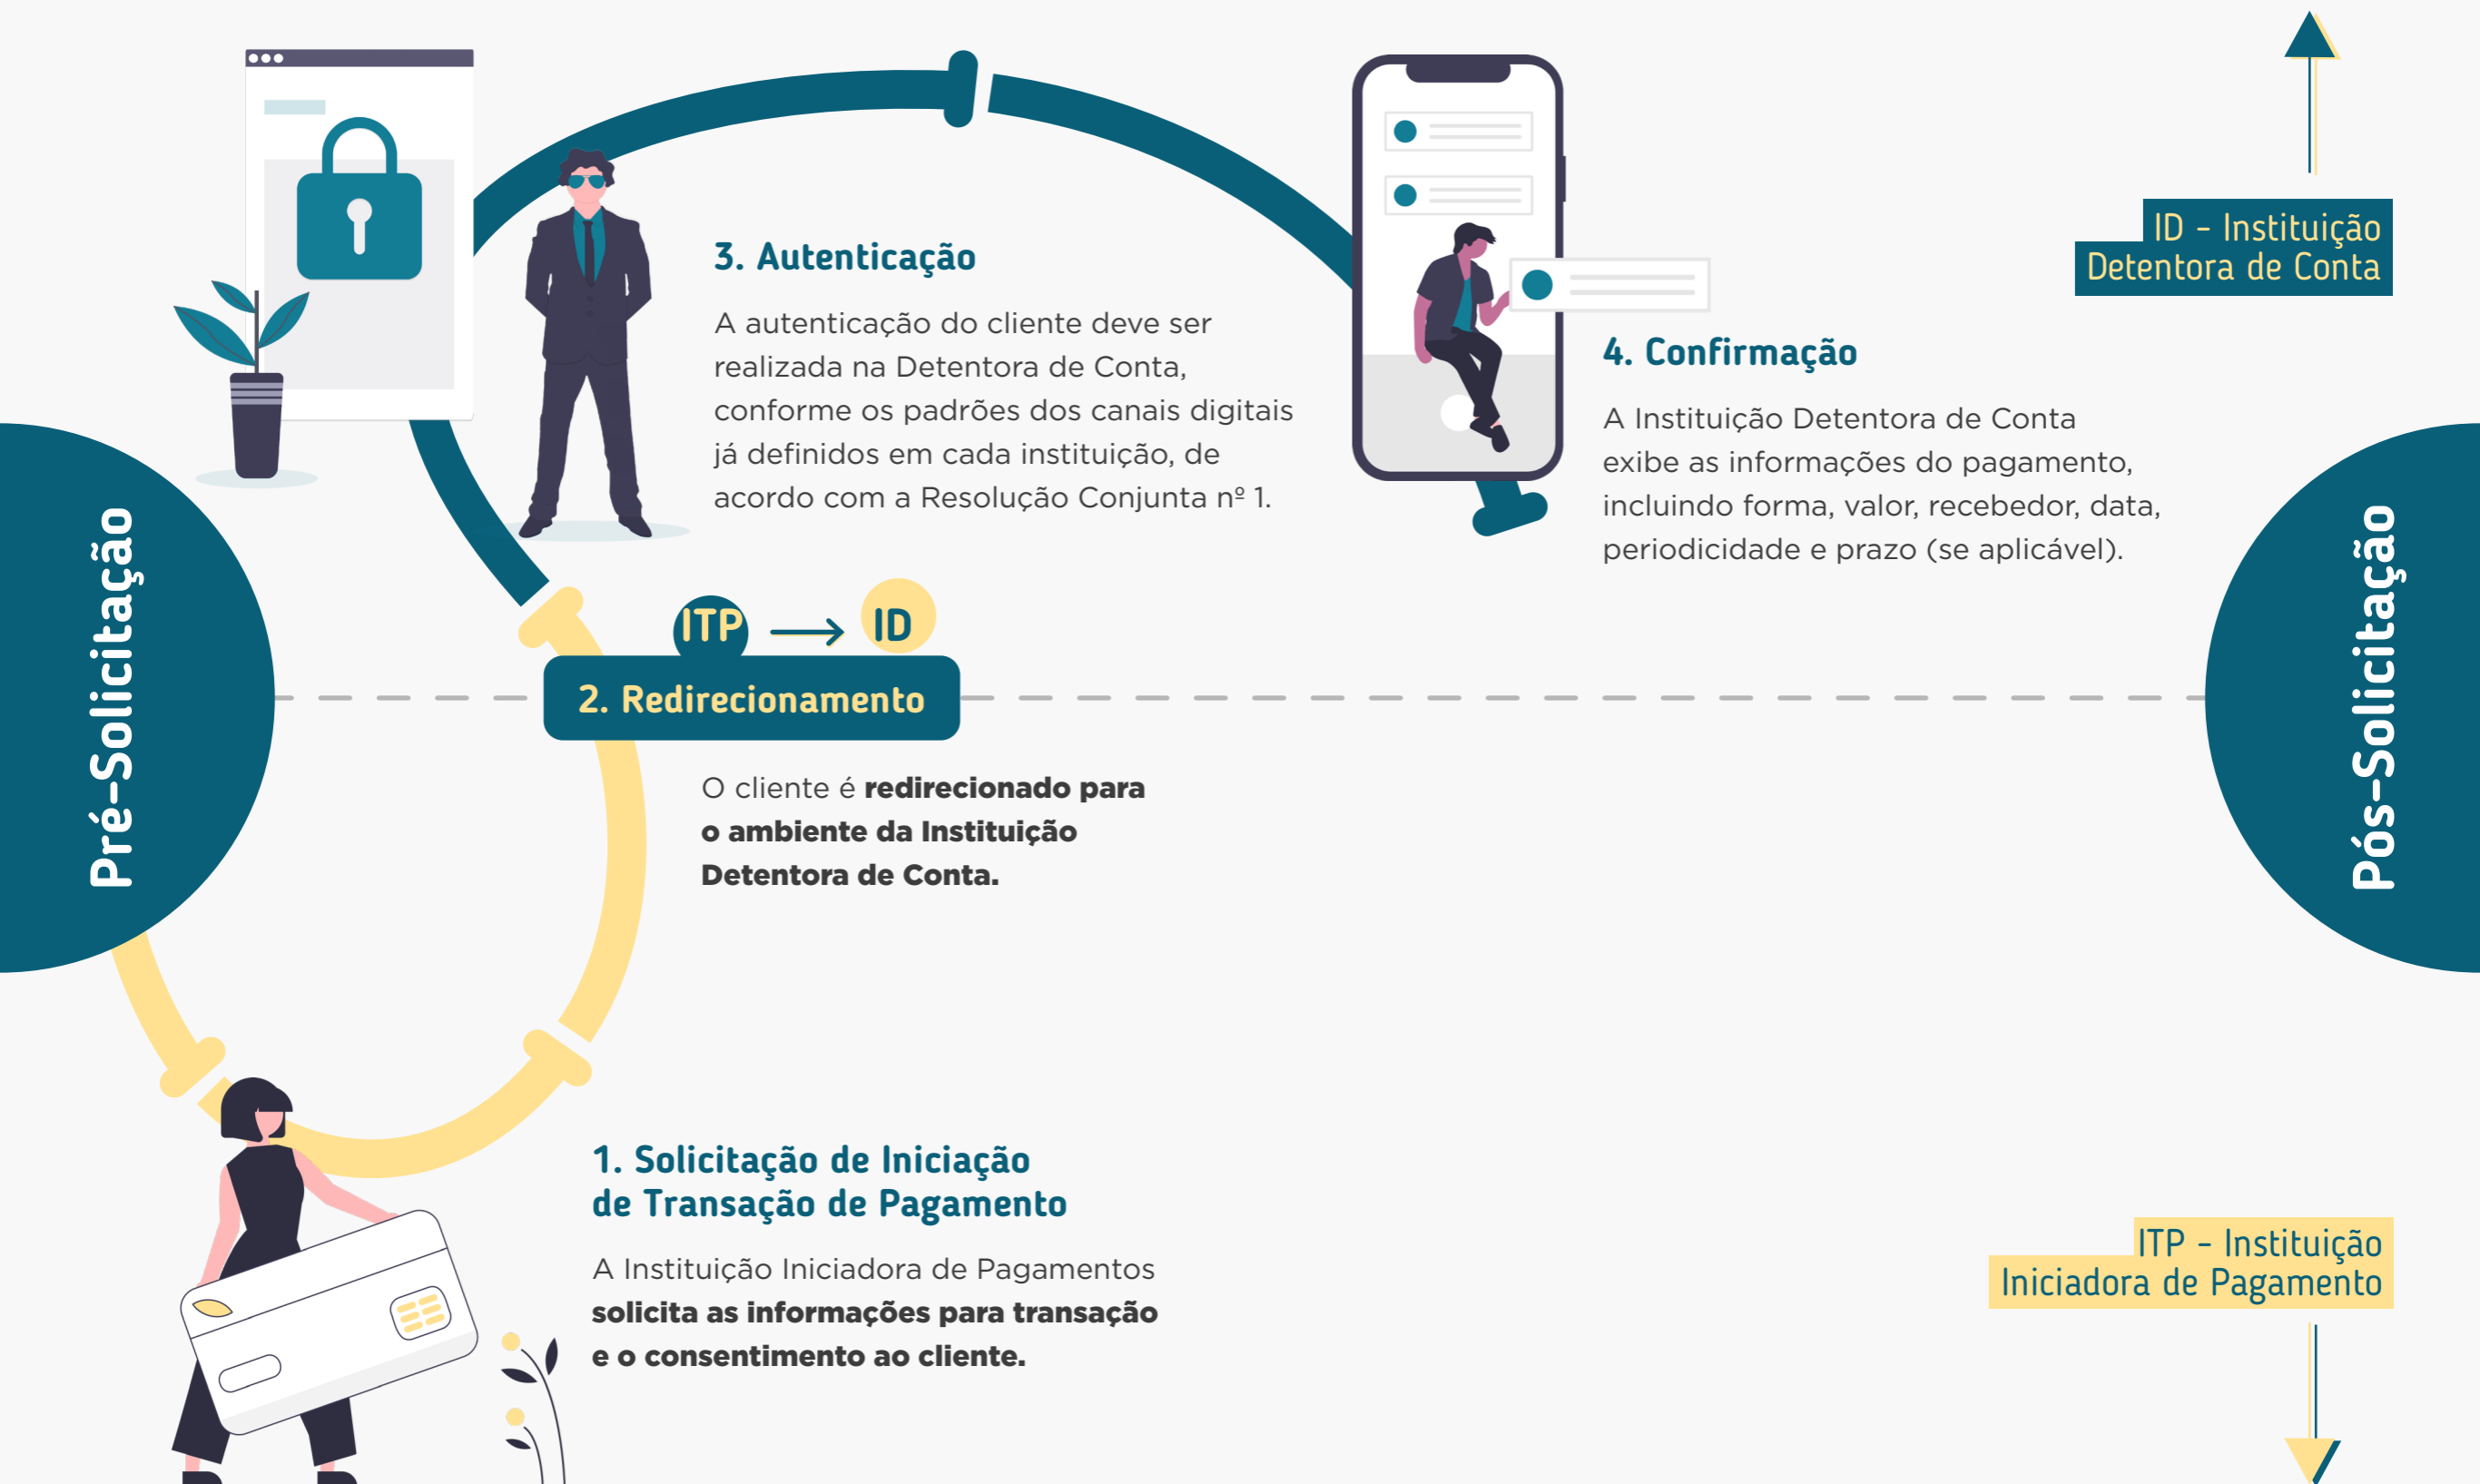 ID - Instituição
Detentora de Conta
3. Autenticação
A autenticação do cliente deve ser
realizada na Detentora de Conta,
conforme os padrões dos canais digitais
já definidos em cada instituição, de
acordo com a Resolução Conjunta nº 1.
4. Confirmação
A Instituição Detentora de Conta
exibe as informações do pagamento,
incluindo forma, valor, recebedor, data,
periodicidade e prazo (se aplicável).
Pré-Solicitação
Pós-Solicitação
ITP → ID
2. Redirecionamento
O cliente é redirecionado para
o ambiente da Instituição
Detentora de Conta.
1. Solicitação de Iniciação
de Transação de Pagamento
A Instituição Iniciadora de Pagamentos
solicita as informações para transação
e o consentimento ao cliente.
ITP - Instituição
Iniciadora de Pagamento